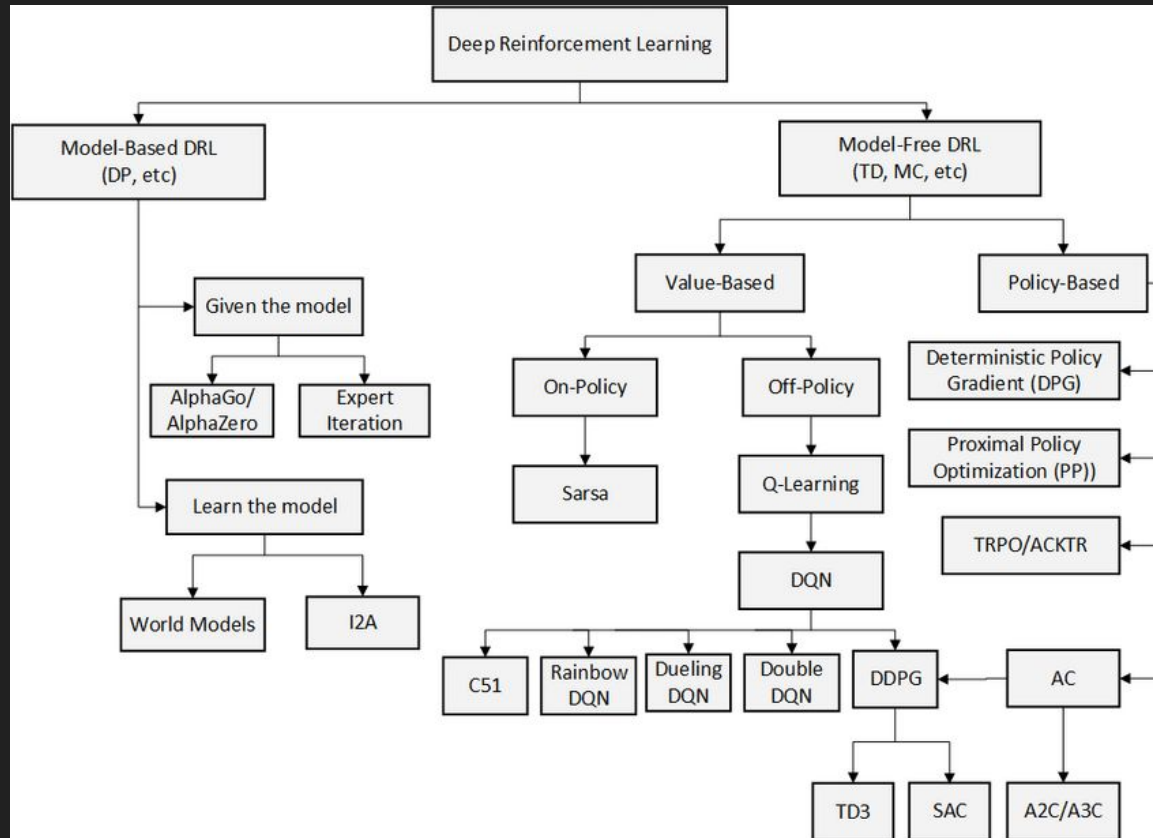 Deep Reinforcement Learning
Model-Based DRL
(DP, etc)
Model-Free DRL
(TD, MC, etc)
Value-Based
Policy-Based
Given the model
On-Policy
Off-Policy
Deterministic Policy
Gradient (DPG)
AlphaGo/
AlphaZero
Expert
Iteration
Proximal Policy
Optimization (PP))
Learn the model
Sarsa
Q-Learning
TRPO/ACKTR
DQN
World Models
I2A
C51
Rainbow
DQN
Dueling
DQN
Double
DQN
DDPG
AC
TD3
SAC
A2C/A3C